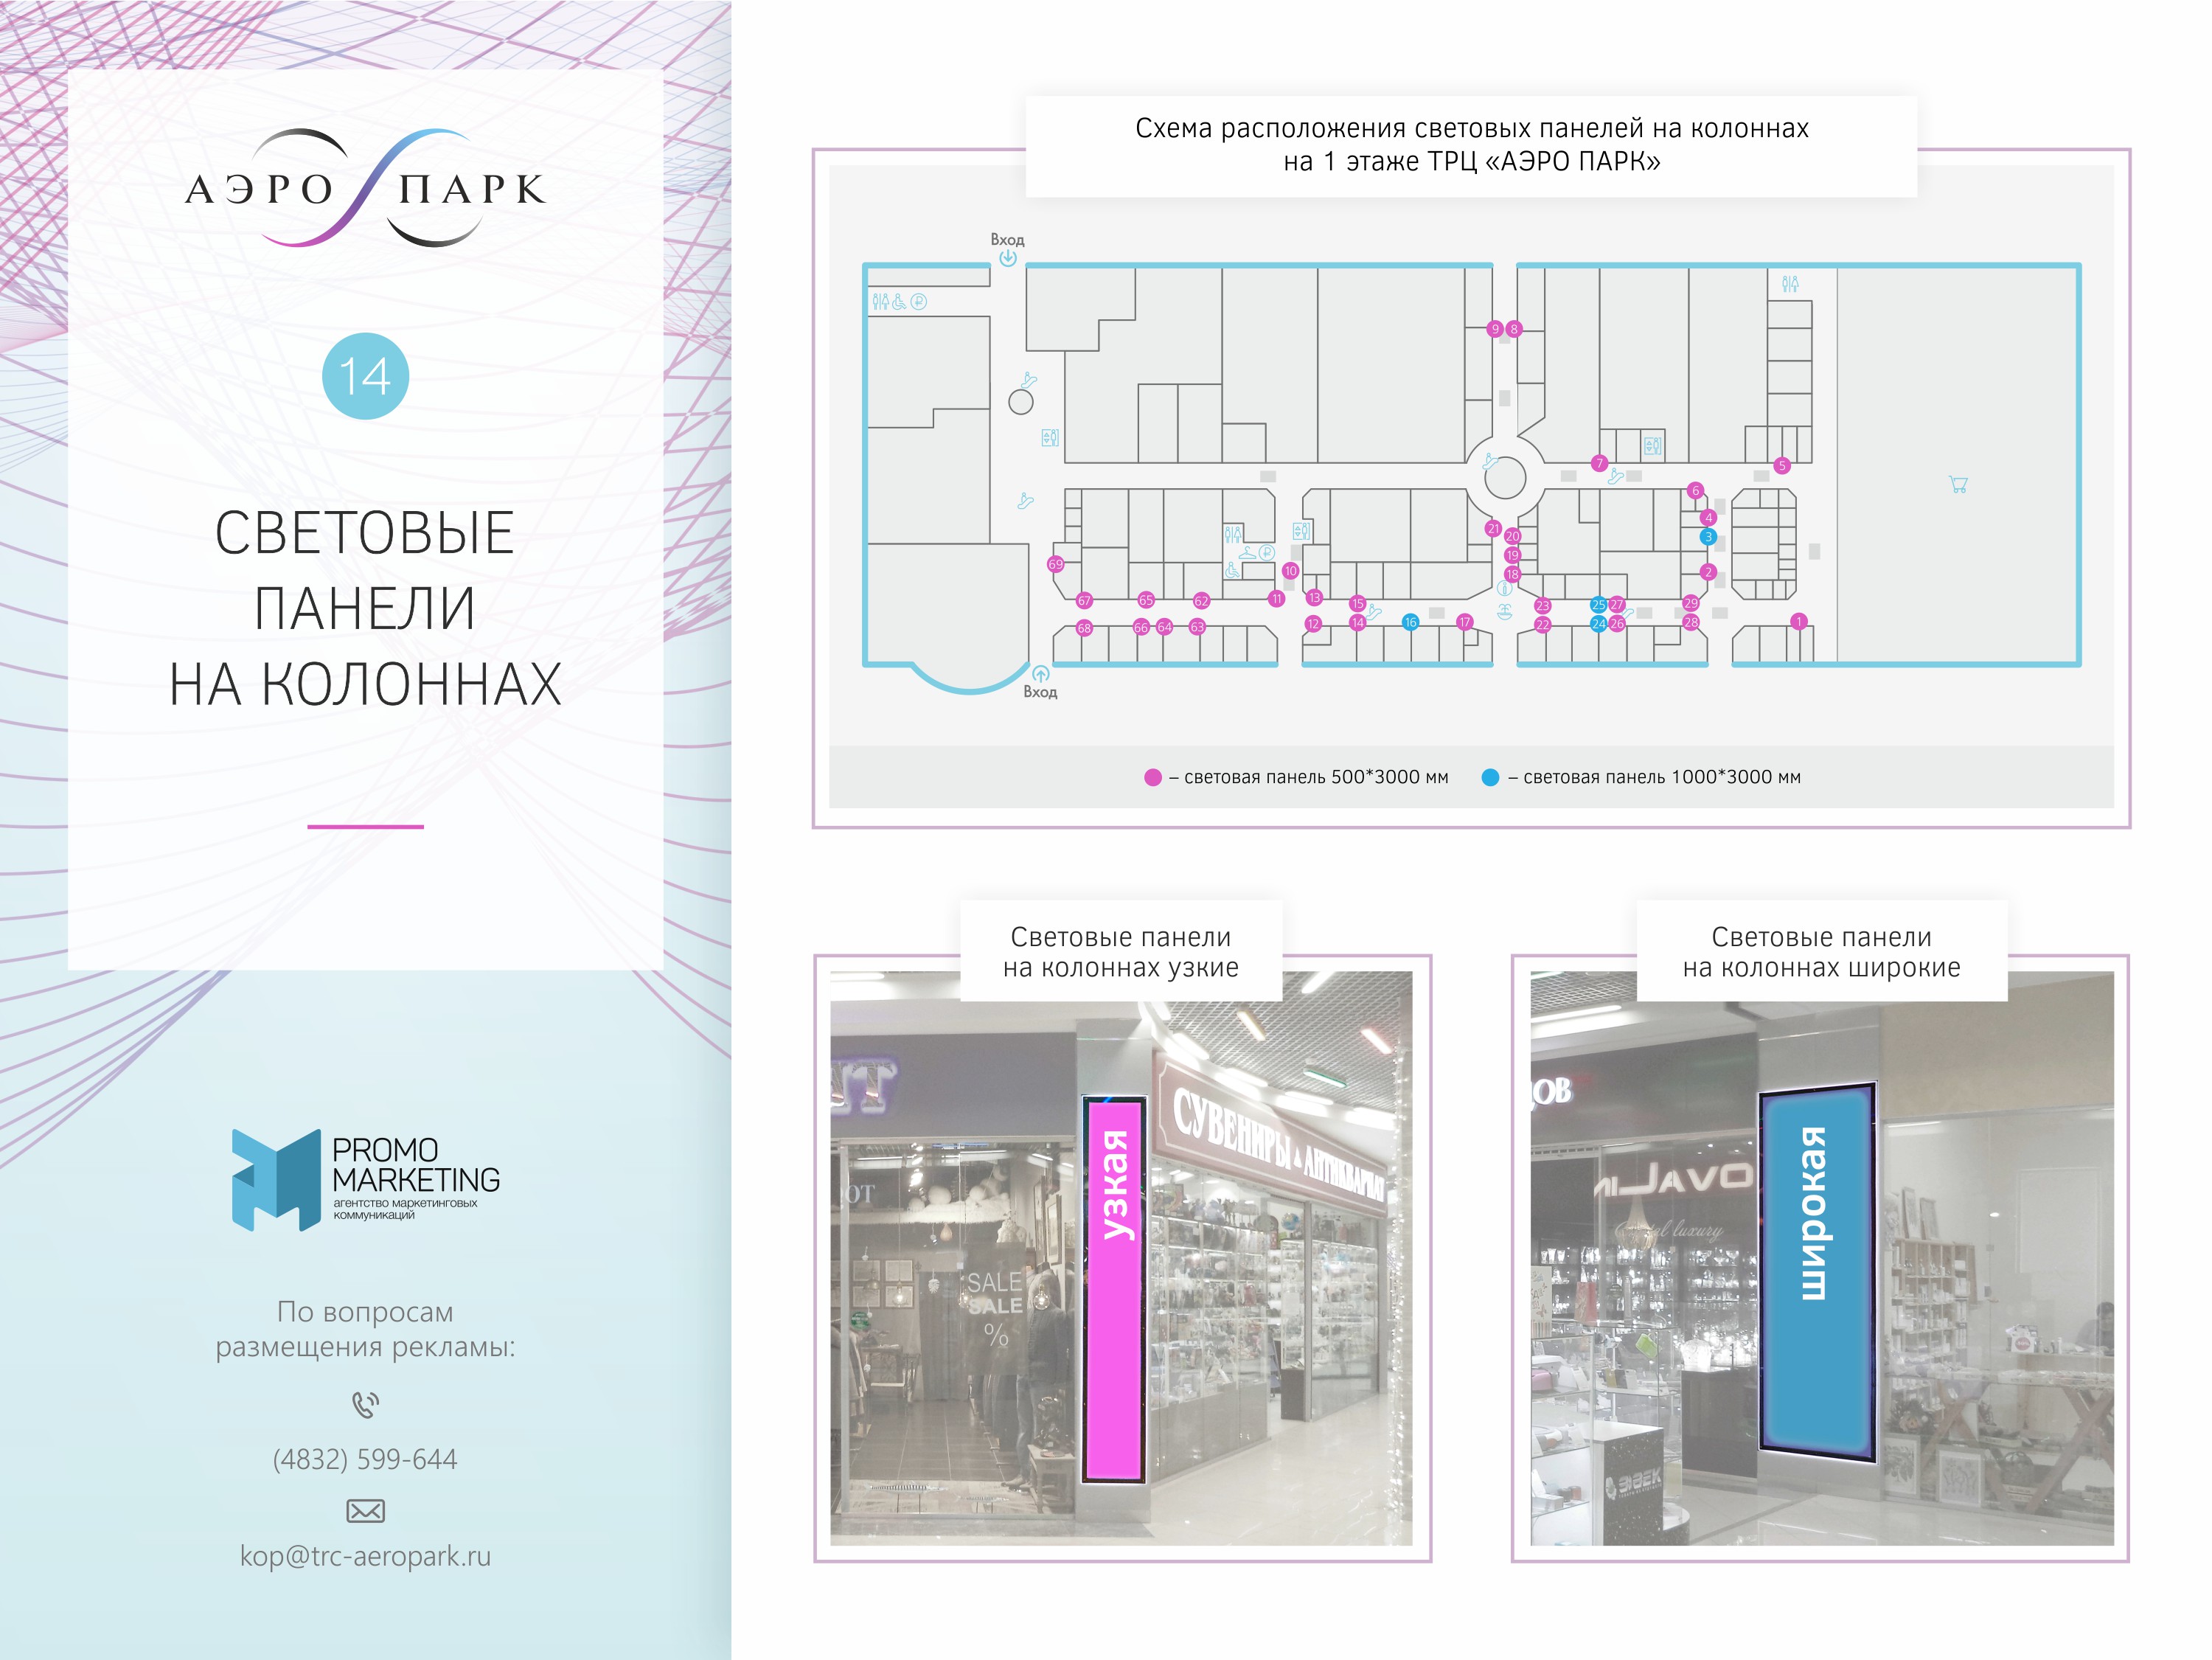 АЭРО ПАРК
14
СВЕТОВЫЕ
ПАНЕЛИ
НА КОЛОННАХ
PROMO
MARKETING
агентство маркетинговых
коммуникаций
По вопросам
размещения рекламы:
(4832) 599-644
kop@trc-aeropark.ru
Схема расположения световых панелей на колоннах
на 1 этаже ТРЦ «АЭРО ПАРК»
Вход
9 8
7
5
6
4
3
2
21
20
19
18
69
10
67
65
62
11
13
15
23
25
27
29
68
66
64
63
12
14
16
17
22
24
26
28
1
Вход
– световая панель 500*3000 мм
– световая панель 1000*3000 мм
Световые панели
на колоннах узкие
узкая
СУВЕНИРЫ АНТИКВАРИАТ
SALE
SALE
%
Световые панели
на колоннах широкие
широкая